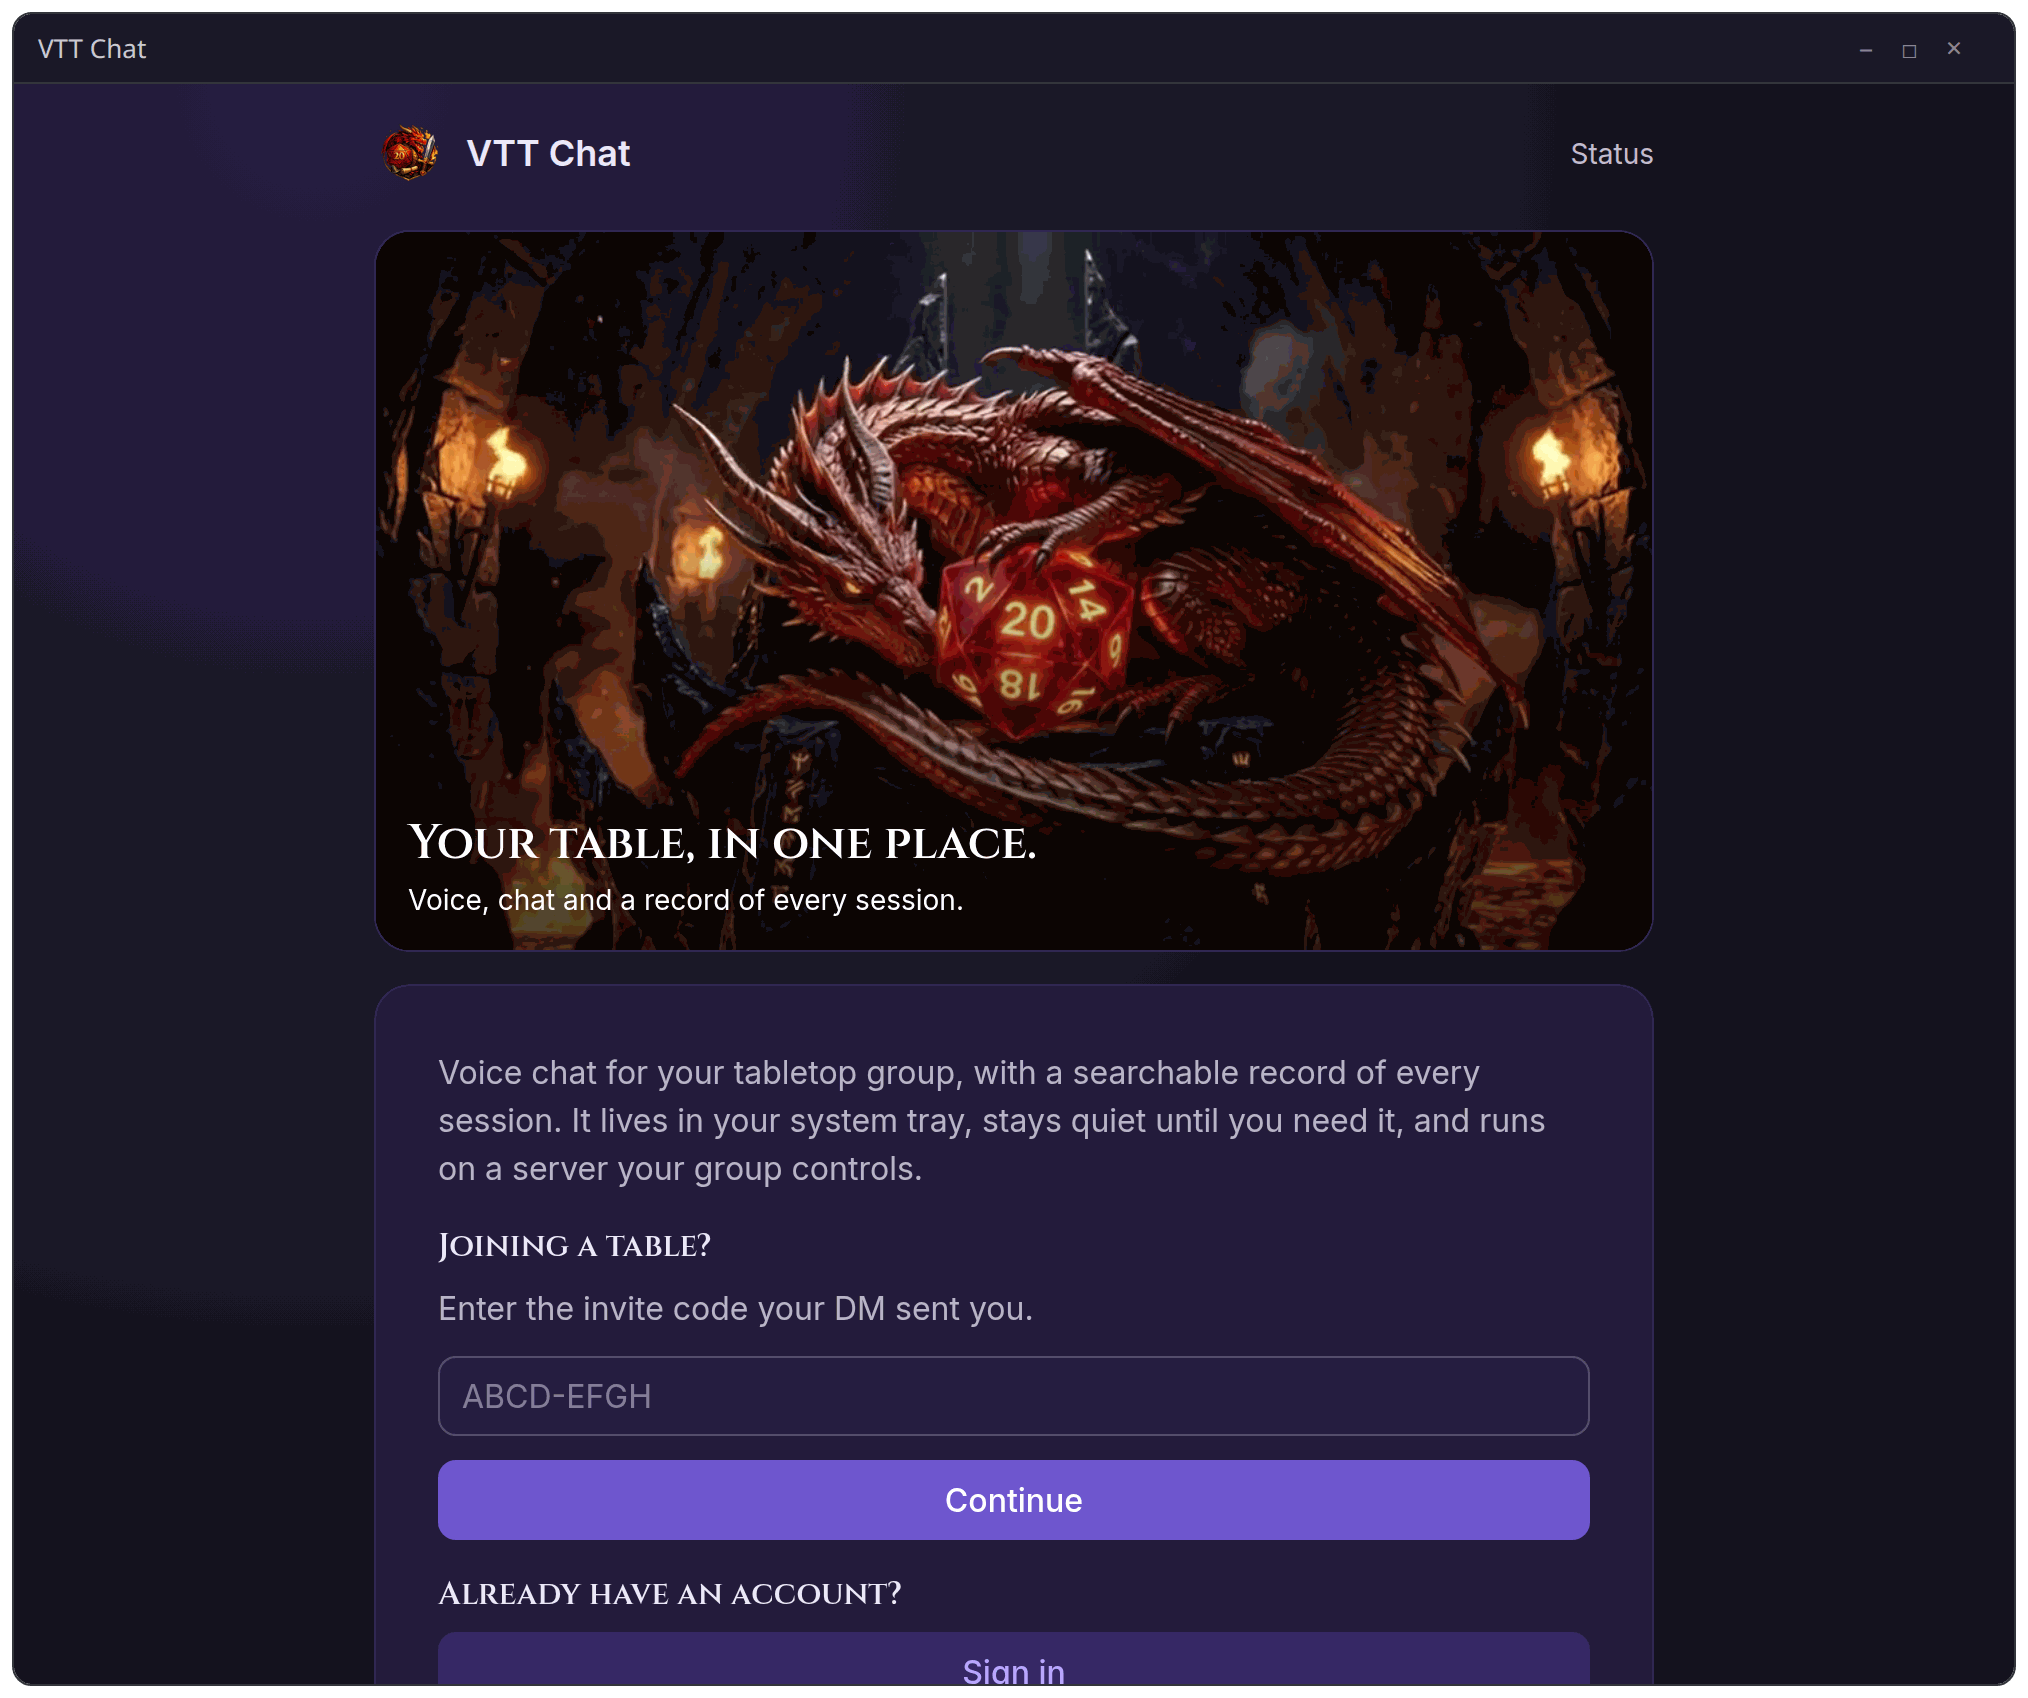 VTT Chat
VTT Chat
Status
20
2
20
14
18
16
Your table, in one place.
Voice, chat and a record of every session.
Voice chat for your tabletop group, with a searchable record of every
session. It lives in your system tray, stays quiet until you need it, and runs
on a server your group controls.
Joining a table?
Enter the invite code your DM sent you.
ABCD-EFGH
Continue
Already have an account?
Sign in